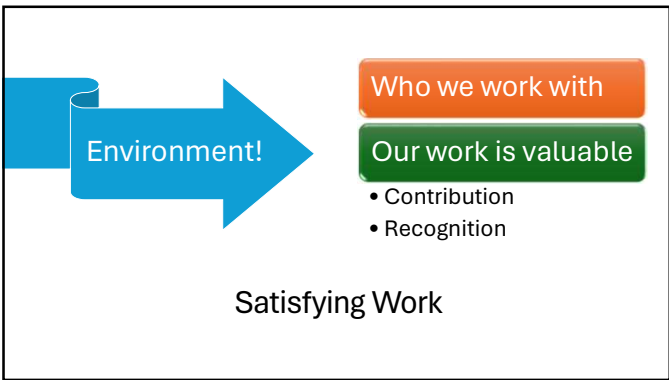 Environment!
Who we work with
Our work is valuable
• Contribution
• Recognition
Satisfying Work